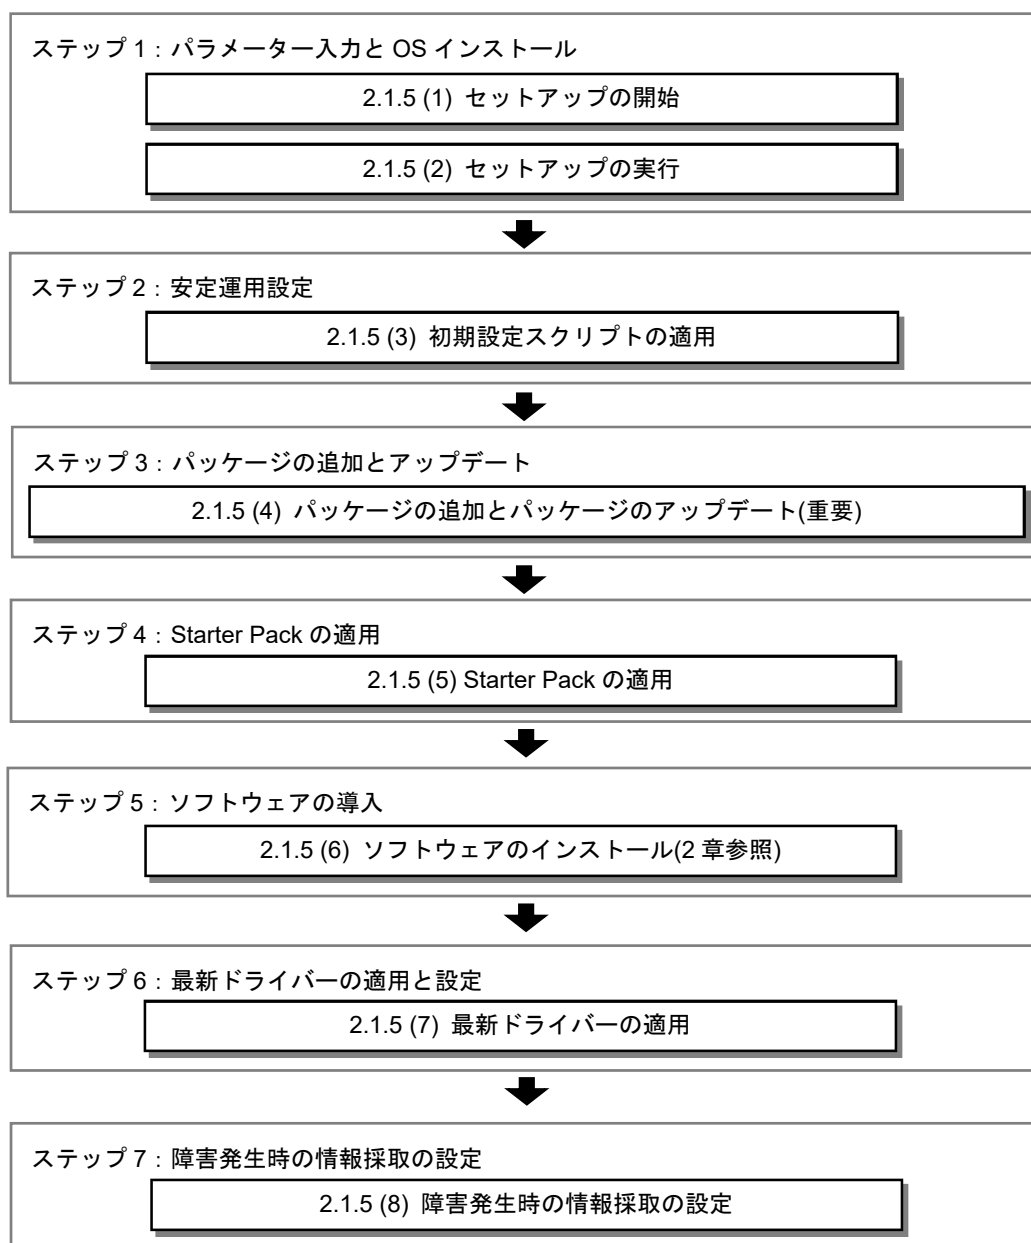 ステップ 1：パラメーター入力と OS インストール
2.1.5 (1) セットアップの開始
2.1.5 (2) セットアップの実行
ステップ 2：安定運用設定
2.1.5 (3) 初期設定スクリプトの適用
ステップ 3：パッケージの追加とアップデート
2.1.5 (4) パッケージの追加とパッケージのアップデート(重要)
ステップ 4：Starter Pack の適用
2.1.5 (5) Starter Pack の適用
ステップ 5：ソフトウェアの導入
2.1.5 (6) ソフトウェアのインストール(2 章参照)
ステップ 6：最新ドライバーの適用と設定
2.1.5 (7) 最新ドライバーの適用
ステップ 7：障害発生時の情報採取の設定
2.1.5 (8) 障害発生時の情報採取の設定